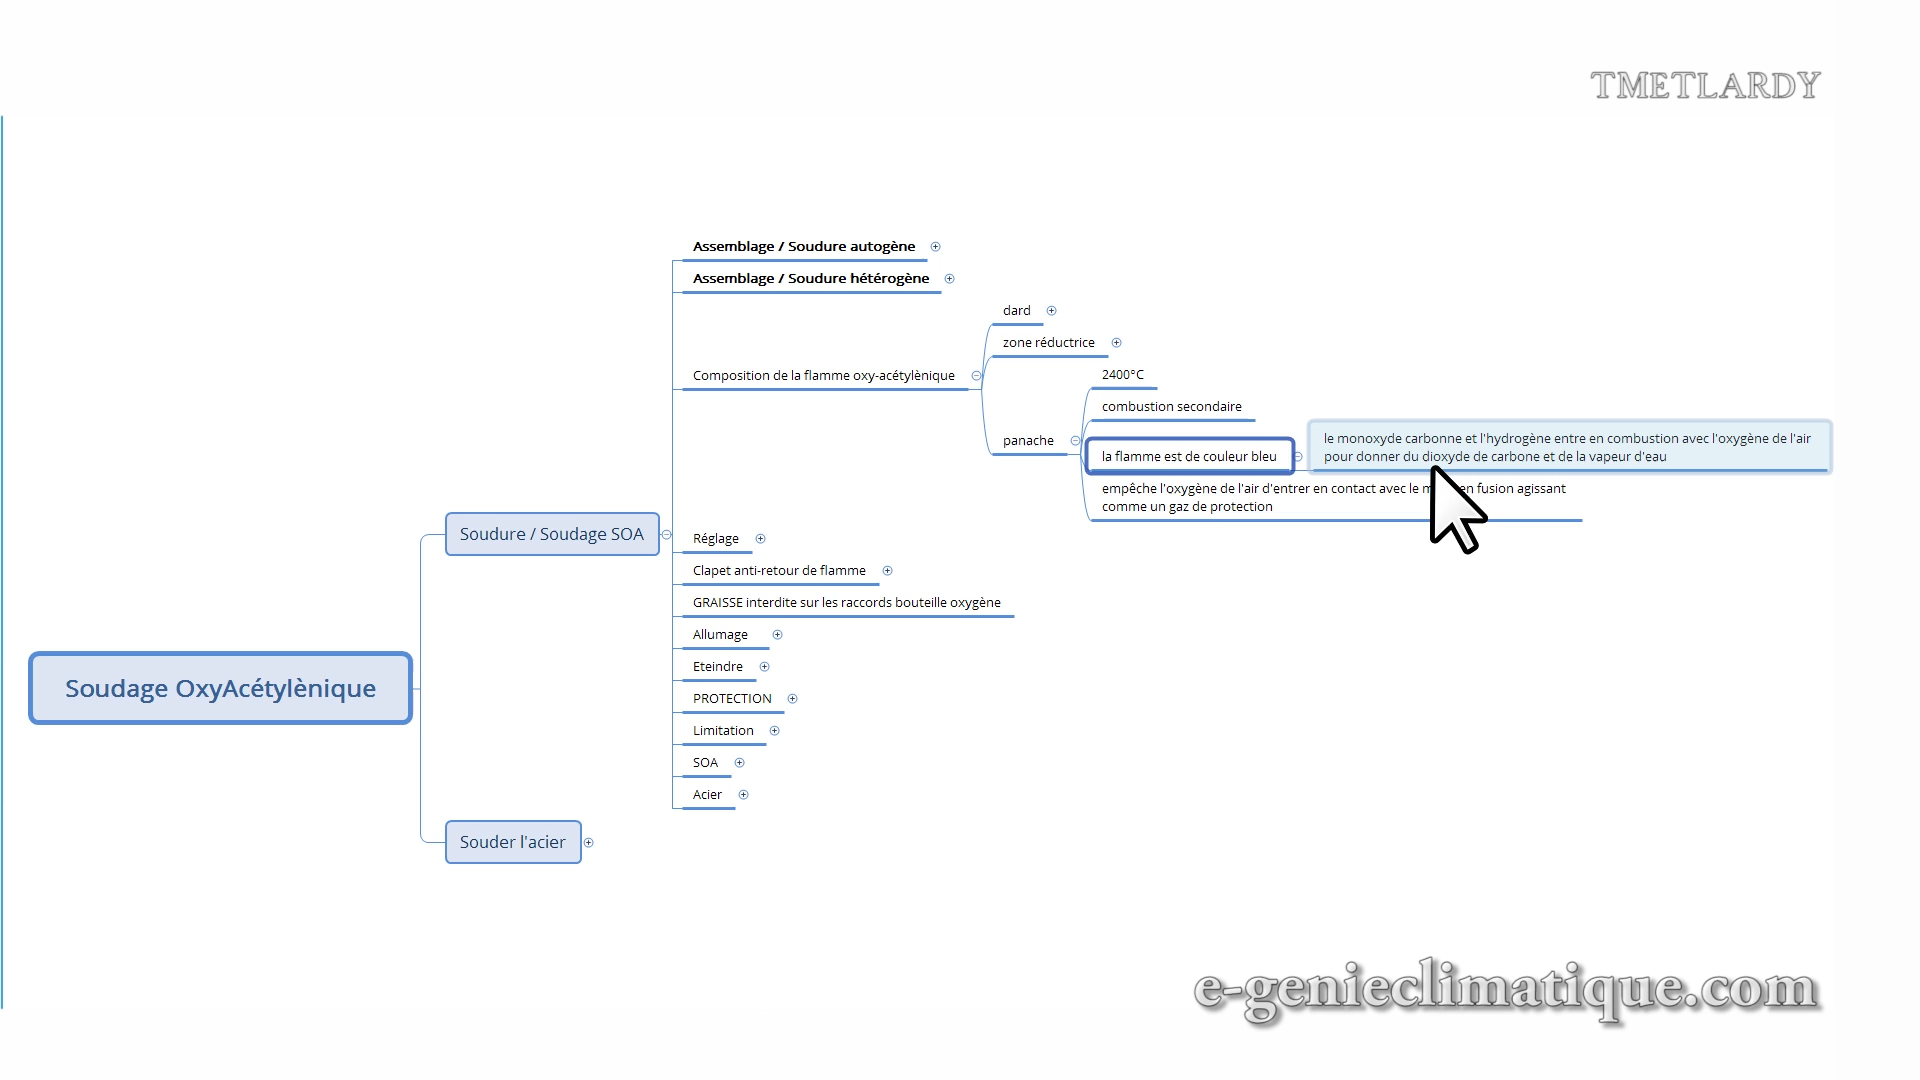 TMETLARDY
Assemblage / Soudure autogène
Assemblage / Soudure hétérogène
dard
zone réductrice
Composition de la flamme oxy-acétylènique
2400°C
combustion secondaire
panache
la flamme est de couleur bleu
le monoxyde carbonne et l'hydrogène entre en combustion avec l'oxygène de l'air
pour donner du dioxyde de carbone et de la vapeur d'eau
empêche l'oxygène de l'air d'entrer en contact avec le en fusion agissant
comme un gaz de protection
Soudure / Soudage SOA
Réglage
Clapet anti-retour de flamme
GRAISSE interdite sur les raccords bouteille oxygène
Allumage
Eteindre
Soudage OxyAcétylènique
PROTECTION
Limitation
SOA
Acier
Souder l'acier
e-genieclimatique.com